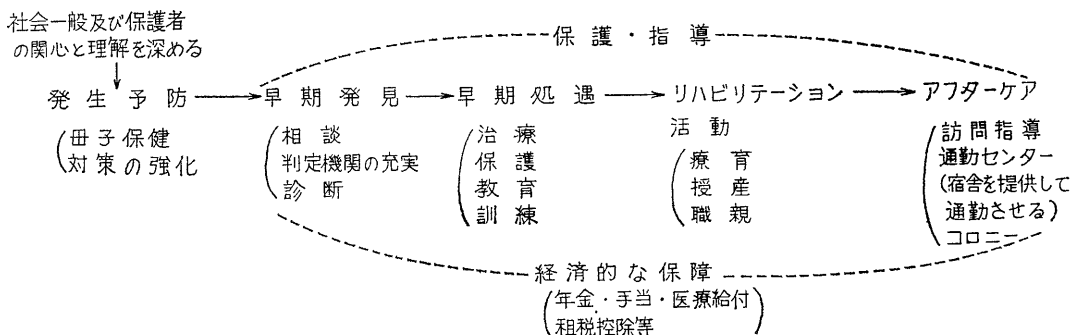 社会一般及び保護者
の関心と理解を深める
保護・指導
発生予防
早期発見
早期処遇
リハビリテーション
アフターケア
活動
(母子保健
対策の強化
(相談
判定機関の充実
診断
(治療
保護
教育
訓練
(療育
授産
職親
(訪問指導
通勤センター
(宿舎を提供して
通勤させる)
コロニー
経済的な保障
(年金・手当・医療給付)
租税控除等